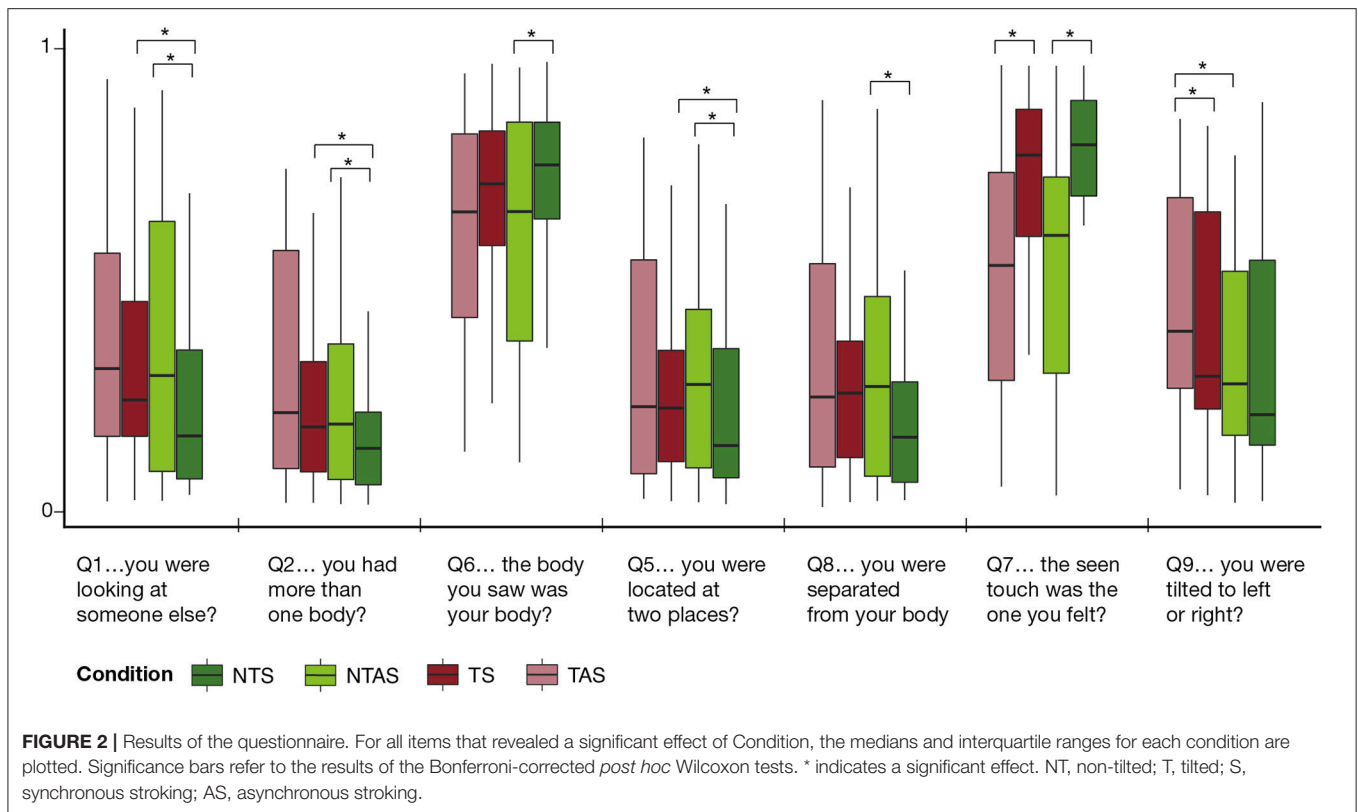 * * * * * *
* * * * * * *
1
0
Q1...you were looking at someone else?
Q2... you had more than one body?
Q6... the body you saw was your body?
Q5... you were located at two places?
Q8... you were separated from your body
Q7... the seen touch was the one you felt?
Q9... you were tilted to left or right?
Condition NTS NTAS TS TAS
FIGURE 2 | Results of the questionnaire. For all items that revealed a significant effect of Condition, the medians and interquartile ranges for each condition are
plotted. Significance bars refer to the results of the Bonferroni-corrected post hoc Wilcoxon tests. * indicates a significant effect. NT, non-tilted; T, tilted; S,
synchronous stroking; AS, asynchronous stroking.